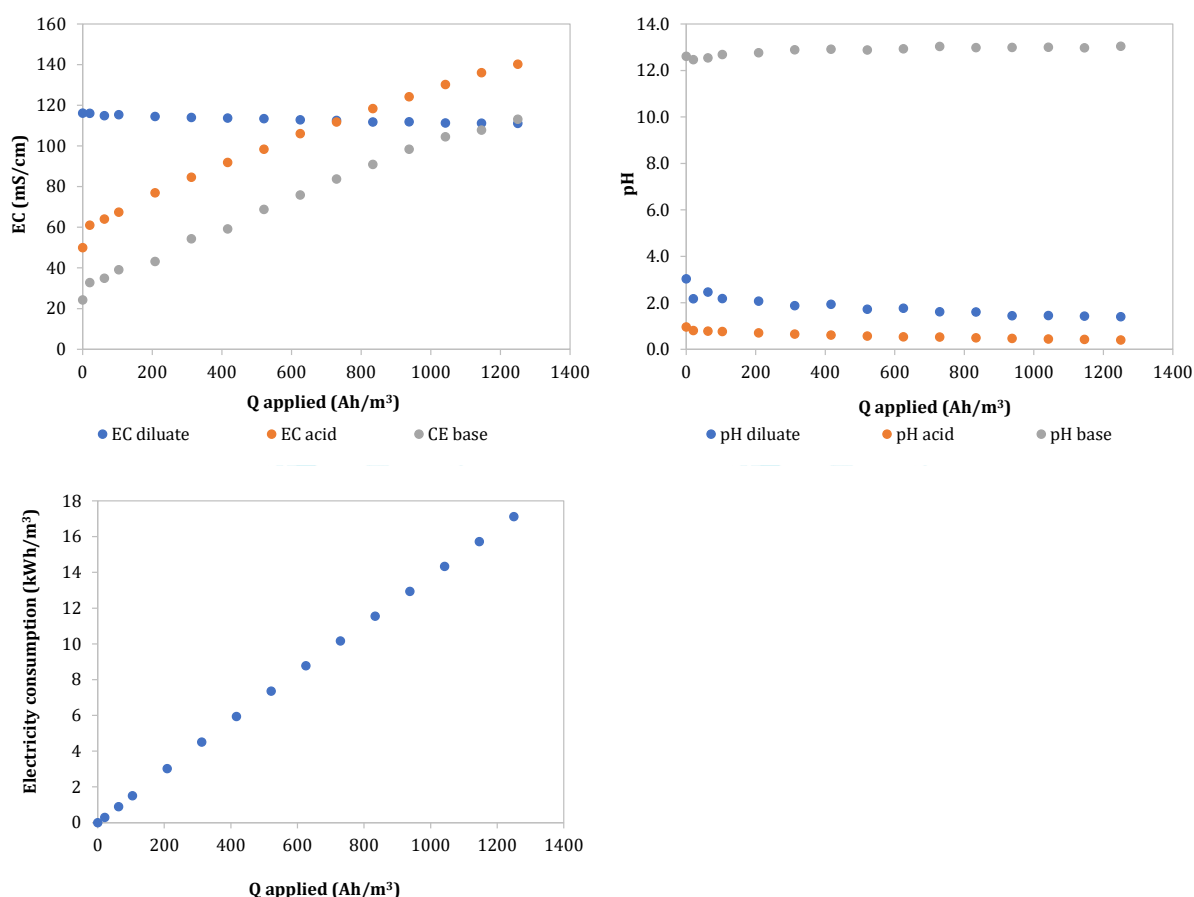 EC (mS/cm)
160
140
120
100
80
60
40
20
0
0 200 400 600 800 1000 1200 1400
Q applied (Ah/m³)
EC diluate EC acid CE base
pH
14.0
12.0
10.0
8.0
6.0
4.0
2.0
0.0
0 200 400 600 800 1000 1200 1400
Q applied (Ah/m³)
pH diluate pH acid pH base
Electricity consumption (kWh/m³)
18
16
14
12
10
8
6
4
2
0
0 200 400 600 800 1000 1200 1400
Q applied (Ah/m³)